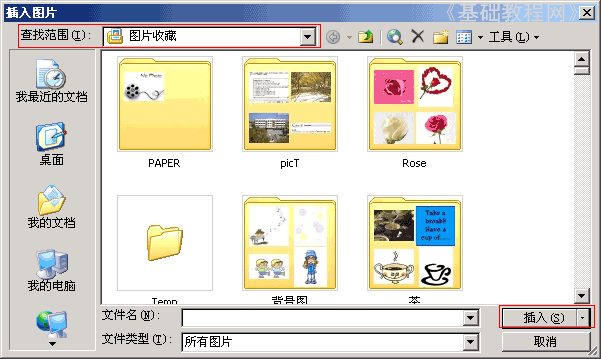 插入图片
《基础教程网》
查找范围(I): 图片收藏
工具(L)
我最近的文档
桌面
我的文档
我的电脑
PAPER picT Rose
My Photo
Take a
break!
Have a
cup of....
Temp 背景图 茶
文件名(N):
插入(S)
文件类型(T): 所有图片
取消